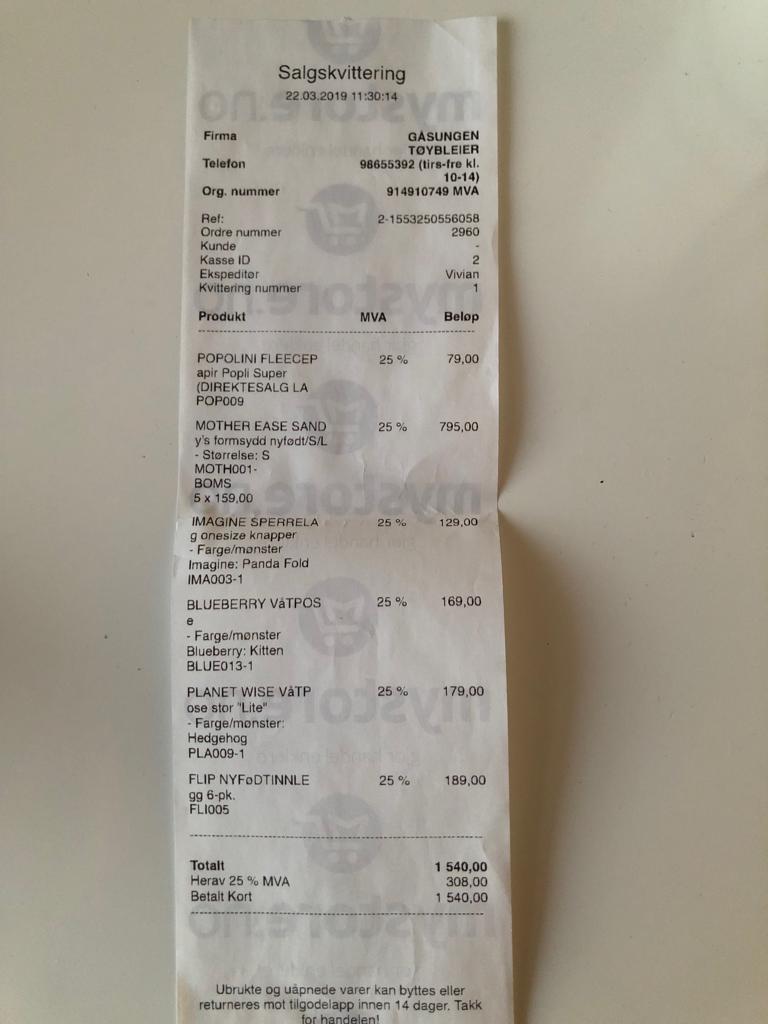 Salgskvittering
22.03.2019 11:30:14
Firma GÅSUNGEN
TØYBLEIER
Telefon 98655392 (tirs-fre kl.
10-14)
Org. nummer 914910749 MVA
Ref: 2-1553250556058
Ordre nummer 2960
Kunde -
Kasse ID 2
Ekspeditør Vivian
Kvittering nummer 1
Produkt MVA Beløp
POPOLINI FLEECEP 25 % 79,00
apir Popli Super
(DIREKTESALG LA
POP009
MOTHER EASE SAND 25 % 795,00
y's formsydd nyfødt/S/L
- Størrelse: S
MOTH001-
BOMS
5 x 159,00
IMAGINE SPERRELA 25 % 129,00
g onesize knapper
- Farge/mønster
Imagine: Panda Fold
IMA003-1
BLUEBERRY VåTPOS 25 % 169,00
e
- Farge/mønster
Blueberry: Kitten
BLUE013-1
PLANET WISE VåTP 25 % 179,00
ose stor "Lite"
- Farge/mønster:
Hedgehog
PLA009-1
FLIP NYFøDTINNLE 25 % 189,00
gg 6-pk.
FLI005
Totalt 1 540,00
Herav 25 % MVA 308,00
Betalt Kort 1 540,00
Ubrukte og uåpnede varer kan byttes eller
returneres mot tilgodelapp innen 14 dager. Takk
for handelen!